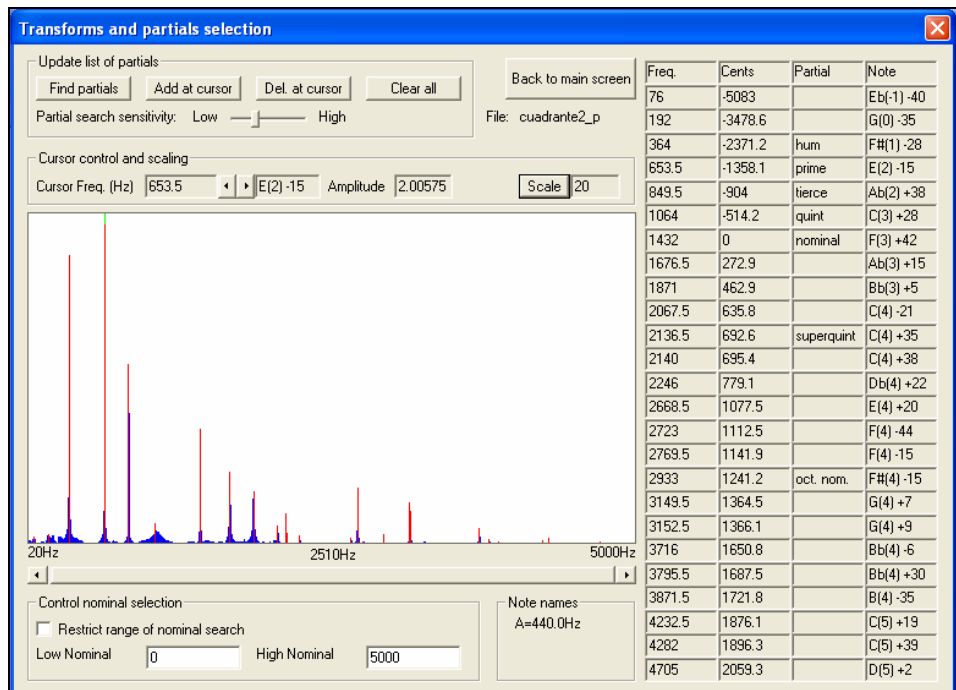 Transforms and partials selection
Update list of partials
Find partials Add at cursor Del. at cursor Clear all
Partial search sensitivity: Low High
Back to main screen
File: cuadrante2_p
Cursor control and scaling
Cursor Freq. (Hz) 653.5 E(2) -15 Amplitude 2.00575 Scale 20
20Hz 2510Hz 5000Hz
Control nominal selection
Restrict range of nominal search
Low Nominal 0 High Nominal 5000
Note names
A=440.0Hz
Freq. Cents Partial Note
76 -5083 Eb(-1) -40
192 -3478.6 G(0) -35
364 -2371.2 hum F#(1) -28
653.5 -1358.1 prime E(2) -15
849.5 -904 tierce Ab(2) +38
1064 -514.2 quint C(3) +28
1432 0 nominal F(3) +42
1676.5 272.9 Ab(3) +15
1871 462.9 Bb(3) +5
2067.5 635.8 C(4) -21
2136.5 692.6 superquint C(4) +35
2140 695.4 C(4) +38
2246 779.1 Db(4) +22
2668.5 1077.5 E(4) +20
2723 1112.5 F(4) -44
2769.5 1141.9 F(4) -15
2933 1241.2 oct. nom. F#(4) -15
3149.5 1364.5 G(4) +7
3152.5 1366.1 G(4) +9
3716 1650.8 Bb(4) -6
3795.5 1687.5 Bb(4) +30
3871.5 1721.8 B(4) -35
4232.5 1876.1 C(5) +19
4282 1896.3 C(5) +39
4705 2059.3 D(5) +2